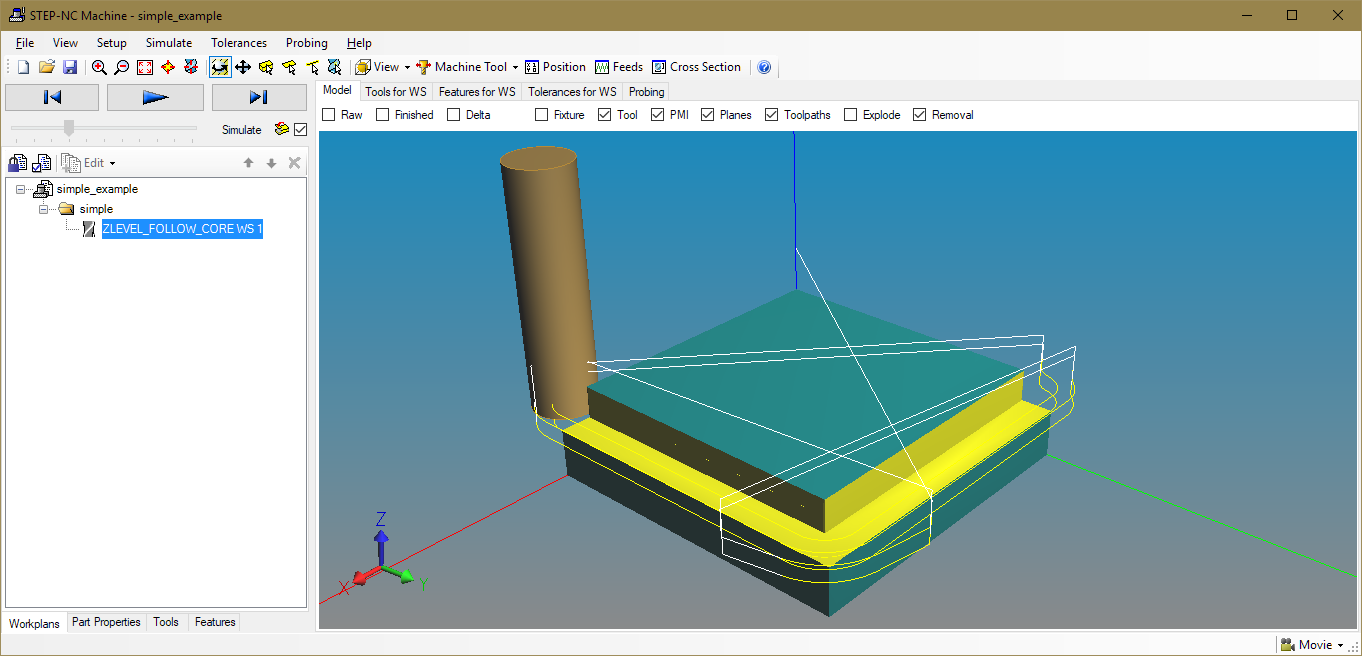 STEP-NC Machine - simple_example
File View Setup Simulate Tolerances Probing Help
View Machine Tool Position Feeds Cross Section
Model Tools for WS Features for WS Tolerances for WS Probing
Raw Finished Delta Fixture Tool PMI Planes Toolpaths Explode Removal
Simulate
Edit
simple_example
simple
ZLEVEL_FOLLOW_CORE WS 1
Z
X Y
Workplans Part Properties Tools Features
Movie